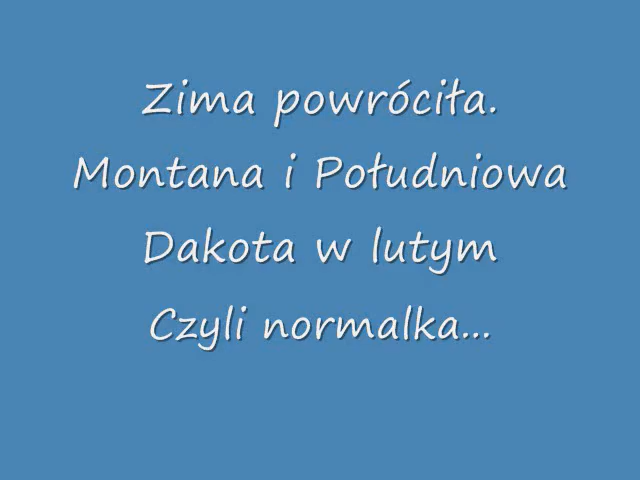 Zima powróciła.
Montana i Południowa
Dakota w lutym
Czyli normalka...